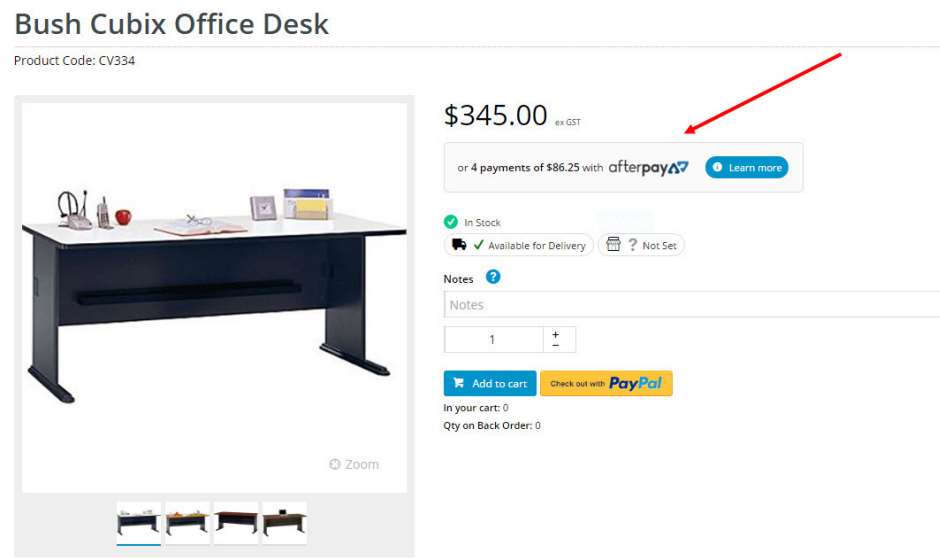 Bush Cubix Office Desk
Product Code: CV334
$345.00 ex GST
or 4 payments of $86.25 with afterpay Learn more
In Stock
Available for Delivery ? Not Set
Notes ?
Notes
1 + −
Add to cart Check out with PayPal
In your cart: 0
Qty on Back Order: 0
Zoom